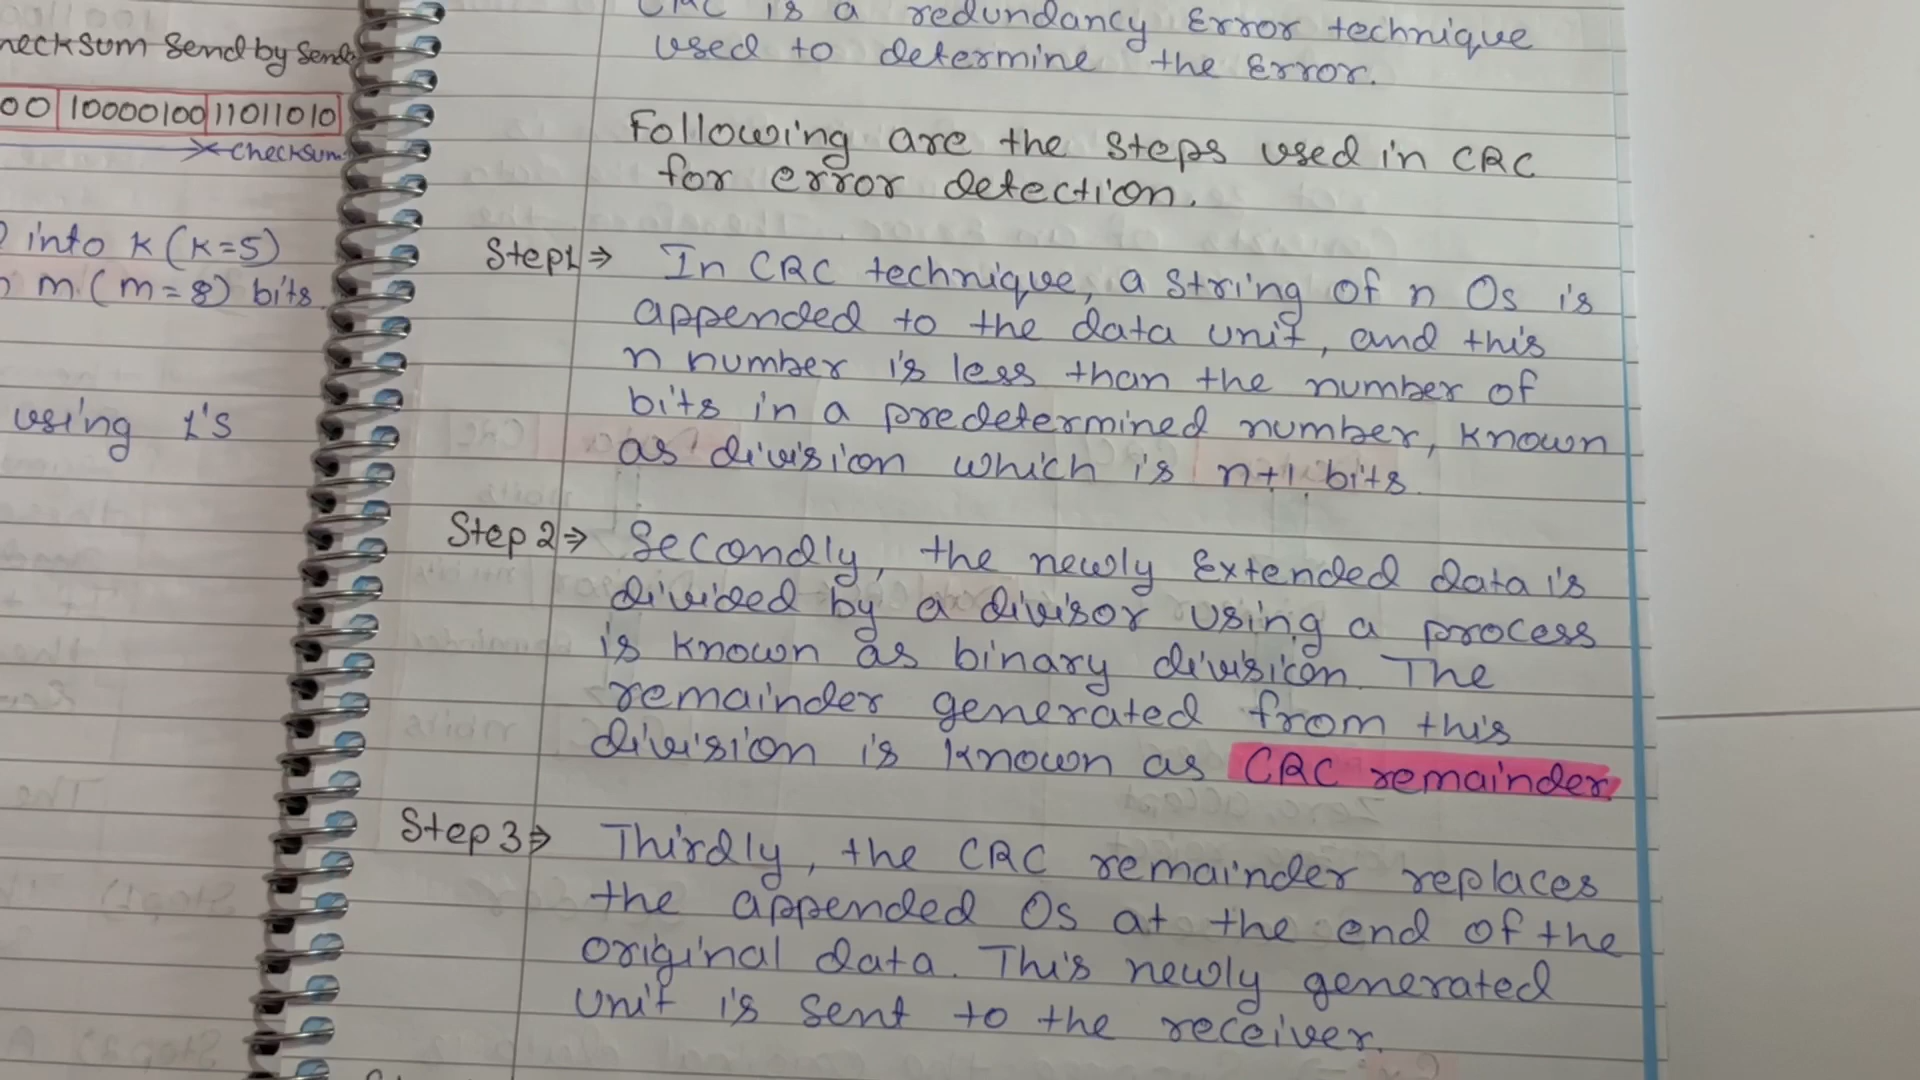 checksum Send by Sende
00 10000100 11011010
checksum
into k (k=5)
m (m=8) bits
using 1's
CRC is a redundancy Error technique
used to determine the Error.
Following are the steps used in CRC
for error detection.
Step1⇒ In CRC technique, a string of n 0s is
appended to the data unit, and this
n number is less than the number of
bits in a predetermined number, known
as division which is n+1 bits.
Step 2⇒ Secondly, the newly Extended data is
divided by a divisor using a process
is known as binary division. The
remainder generated from this
division is known as CRC remainder
Step 3⇒ Thirdly, the CRC remainder replaces
the appended 0s at the end of the
original data. This newly generated
unit is sent to the receiver.